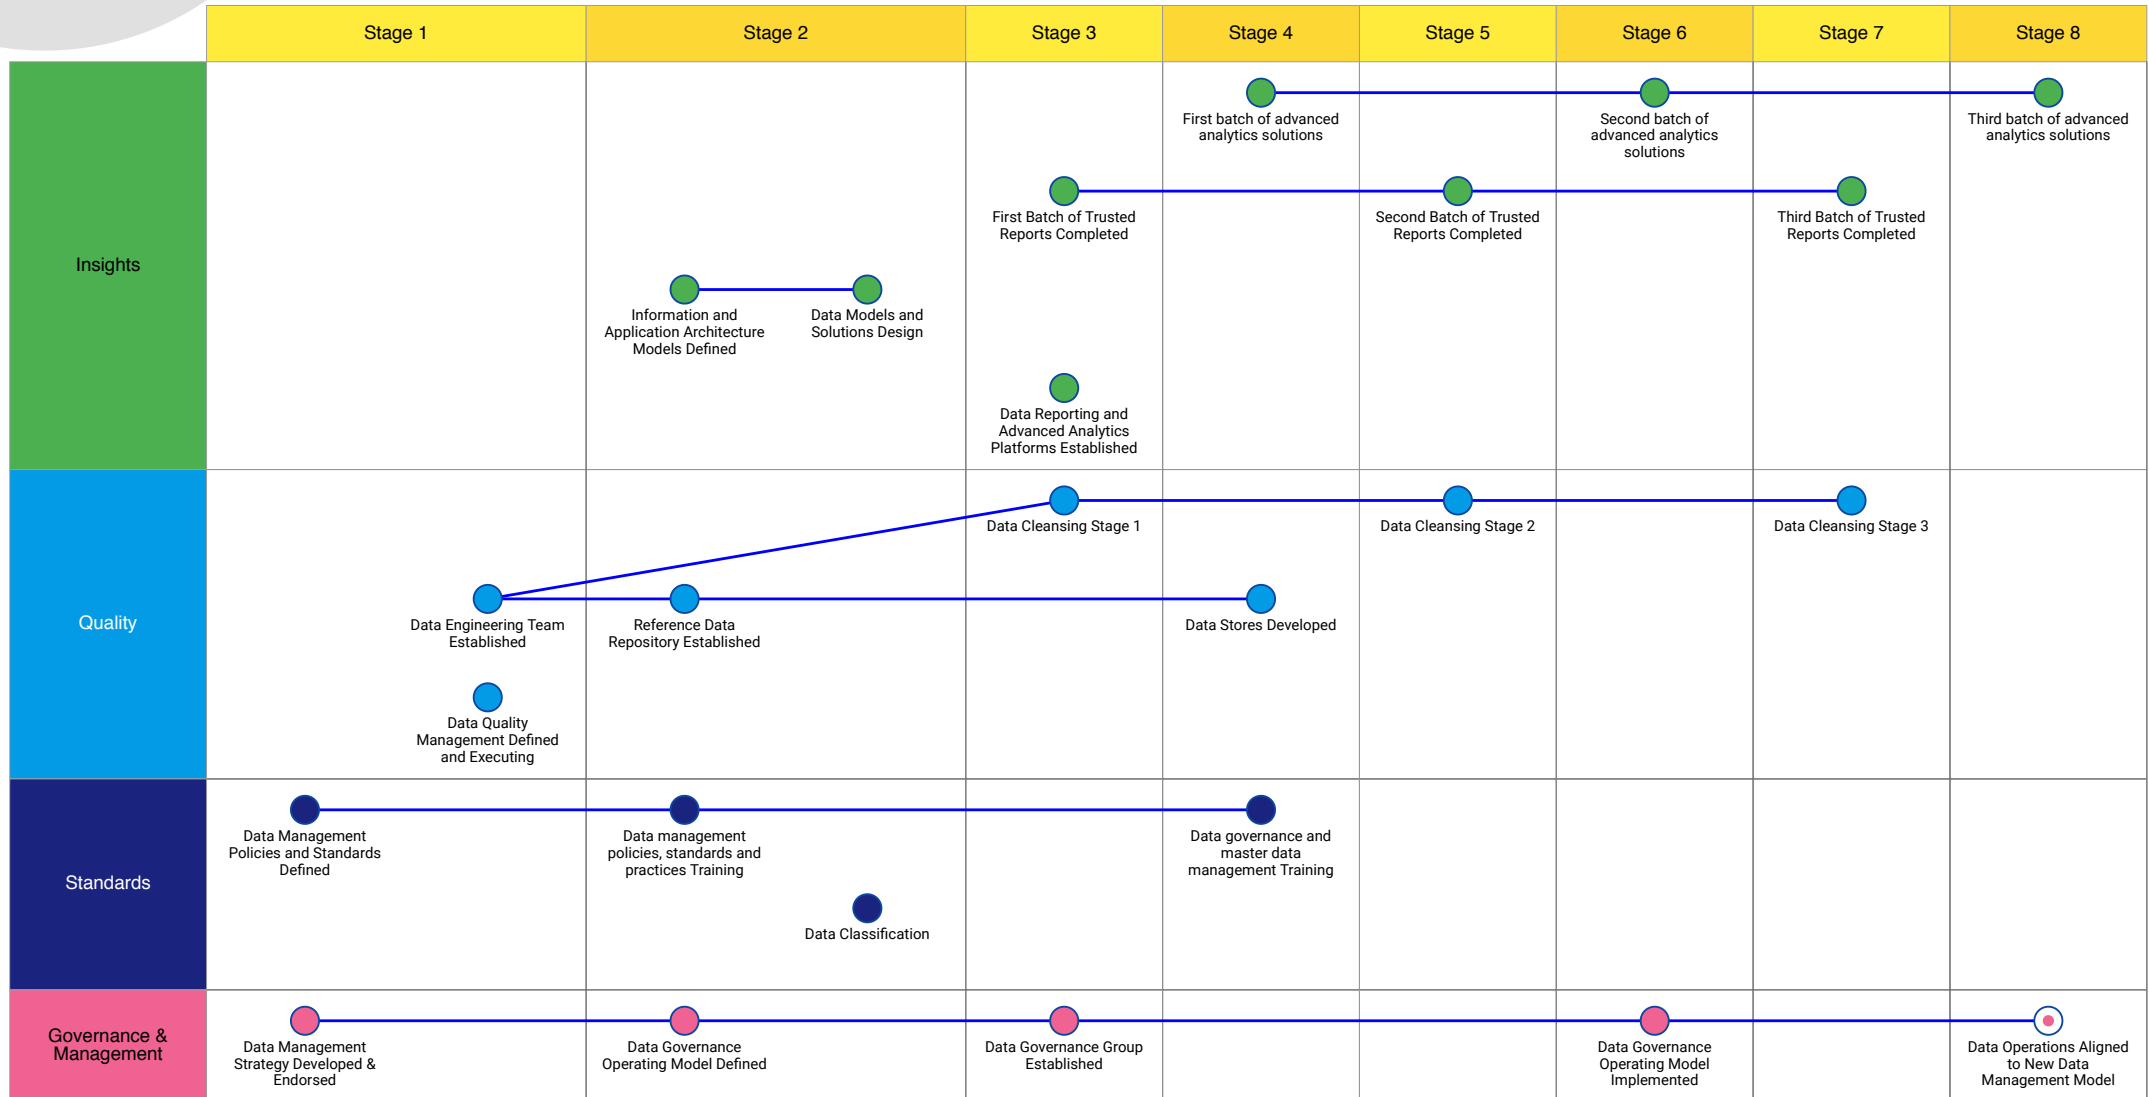 Stage 1
Stage 2
Stage 3
Stage 4
Stage 5
Stage 6
Stage 7
Stage 8
Insights
First batch of advanced
analytics solutions
Second batch of
advanced analytics
solutions
Third batch of advanced
analytics solutions
First Batch of Trusted
Reports Completed
Second Batch of Trusted
Reports Completed
Third Batch of Trusted
Reports Completed
Information and
Application Architecture
Models Defined
Data Models and
Solutions Design
Data Reporting and
Advanced Analytics
Platforms Established
Quality
Data Cleansing Stage 1
Data Cleansing Stage 2
Data Cleansing Stage 3
Data Engineering Team
Established
Reference Data
Repository Established
Data Stores Developed
Data Quality
Management Defined
and Executing
Standards
Data Management
Policies and Standards
Defined
Data management
policies, standards and
practices Training
Data governance and
master data
management Training
Data Classification
Governance &
Management
Data Management
Strategy Developed &
Endorsed
Data Governance
Operating Model Defined
Data Governance Group
Established
Data Governance
Operating Model
Implemented
Data Operations Aligned
to New Data
Management Model